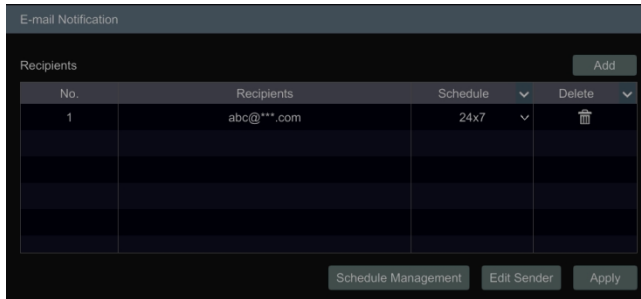 E-mail Notification
Recipients Add
No. Recipients Schedule Delete
1 abc@***.com 24x7
Schedule Management Edit Sender Apply